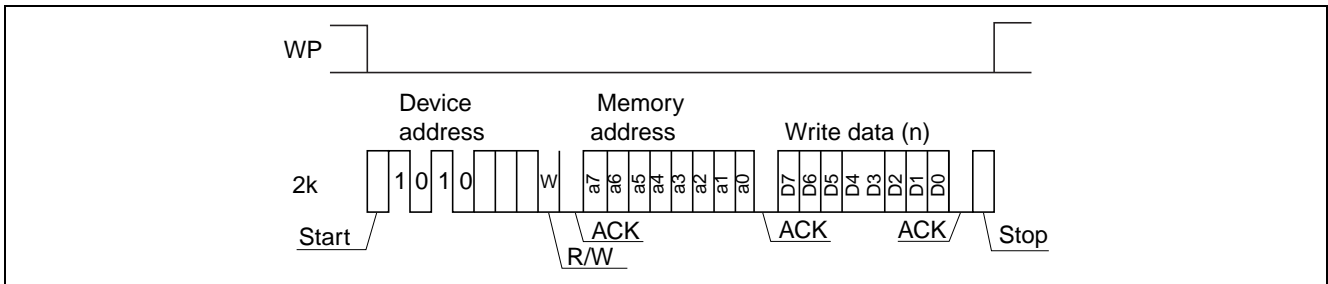 WP
Device Memory
address address Write data (n)
2k 1 0 1 0 W a7 a6 a5 a4 a3 a2 a1 a0 D7 D6 D5 D4 D3 D2 D1 D0
Start ACK ACK ACK Stop
R/W